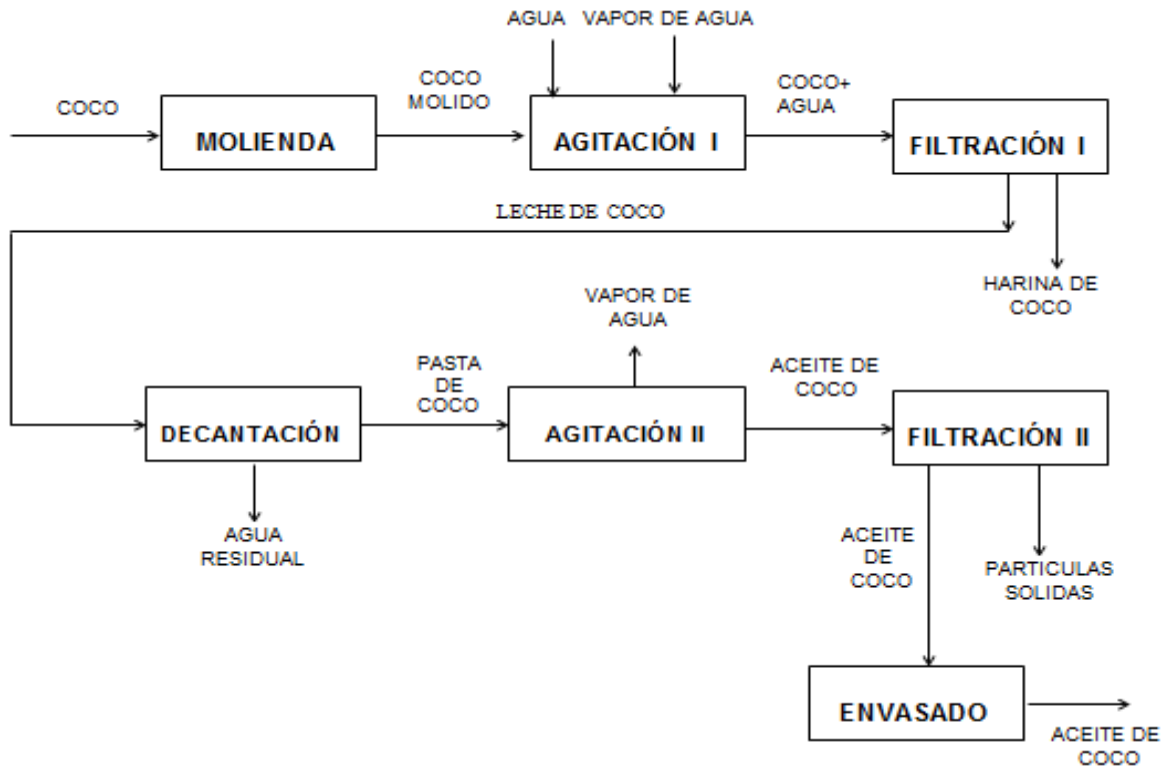 AGUA
VAPOR DE AGUA
COCO
COCO
MOLIDO
COCO+
AGUA
MOLIENDA
AGITACIÓN I
FILTRACIÓN I
LECHE DE COCO
HARINA DE
COCO
VAPOR DE
AGUA
PASTA
DE
COCO
ACEITE DE
COCO
DECANTACIÓN
AGITACIÓN II
FILTRACIÓN II
AGUA
RESIDUAL
ACEITE
DE
COCO
PARTICULAS
SOLIDAS
ENVASADO
ACEITE DE
COCO